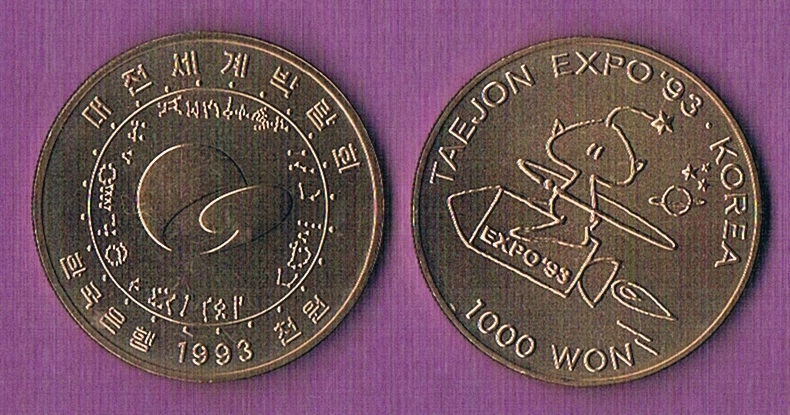 대전세계박람회
한국은행 1993 천원
TAEJON EXPO '93 · KOREA
EXPO '93
1000 WON